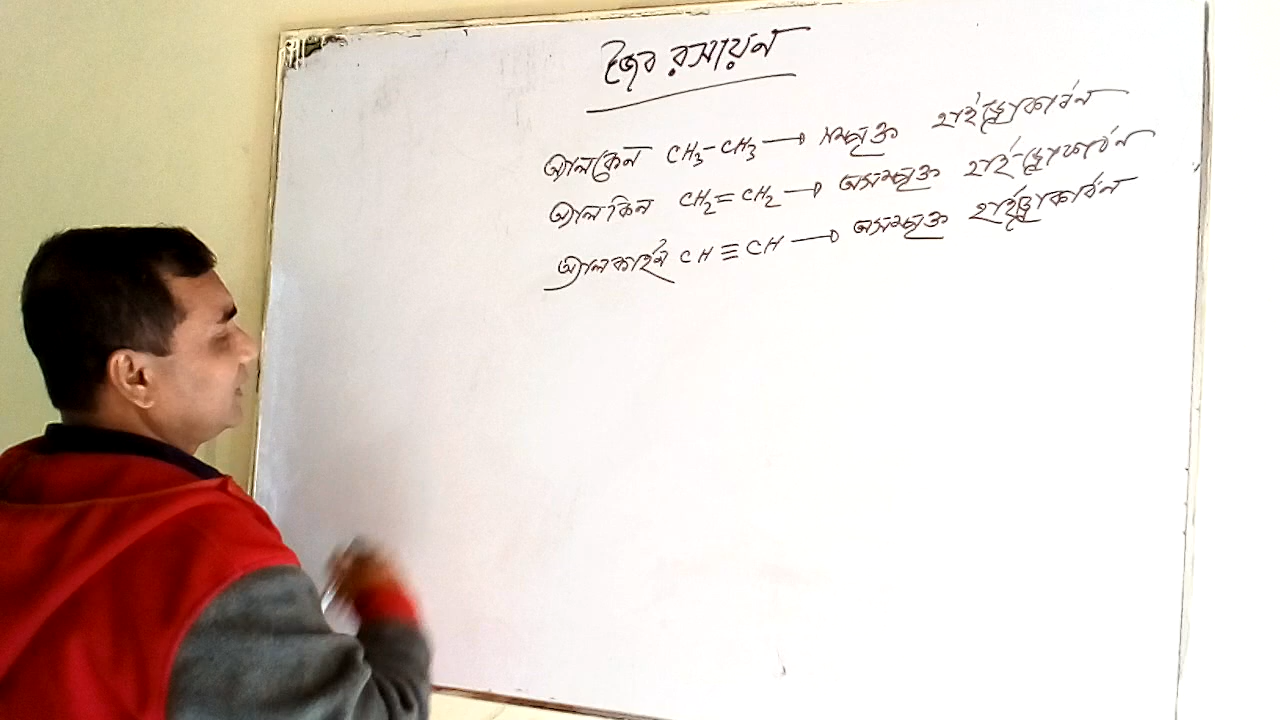 জৈব রসায়ন
অ্যালকেন CH₃-CH₃ → সম্পৃক্ত হাইড্রোকার্বন
অ্যালকিন CH₂=CH₂ → অসম্পৃক্ত হাইড্রোকার্বন
অ্যালকাইন CH≡CH → অসম্পৃক্ত হাইড্রোকার্বন